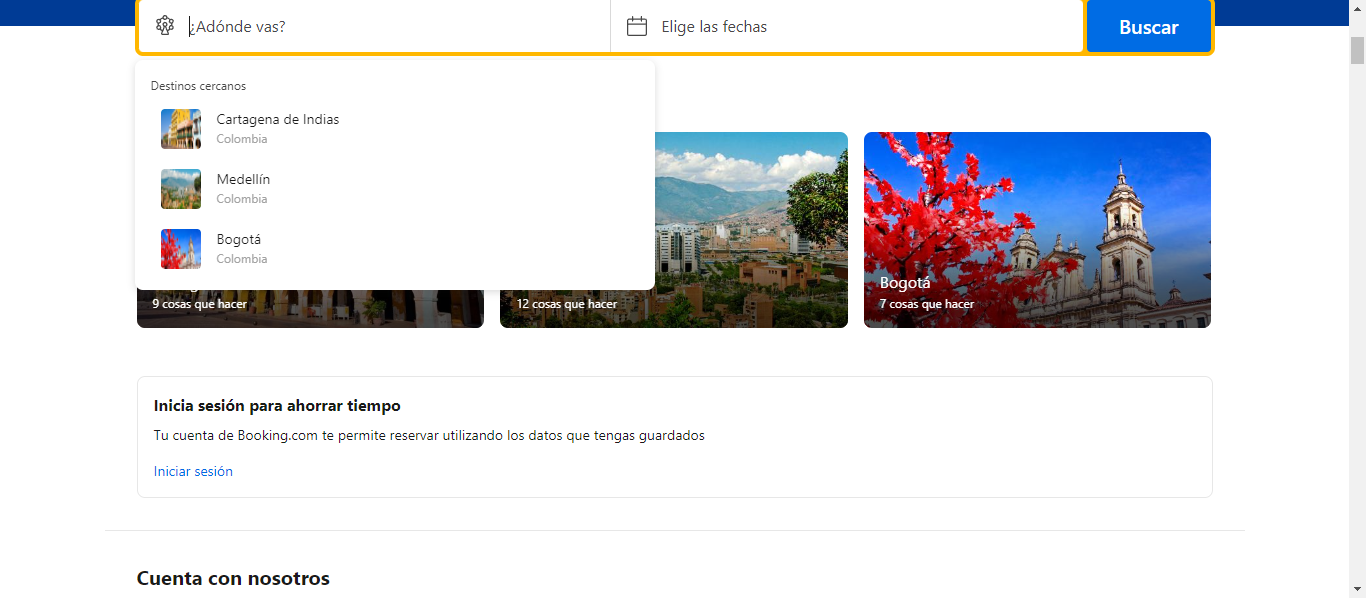 ¿Adónde vas?
Elige las fechas
Buscar
Destinos cercanos
Cartagena de Indias
Colombia
Medellín
Colombia
Bogotá
Colombia
9 cosas que hacer
12 cosas que hacer
Bogotá
7 cosas que hacer
Inicia sesión para ahorrar tiempo
Tu cuenta de Booking.com te permite reservar utilizando los datos que tengas guardados
Iniciar sesión
Cuenta con nosotros